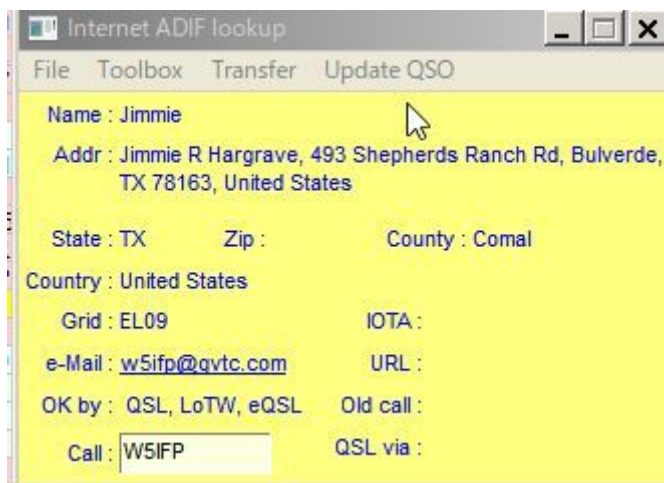 Internet ADIF lookup
File Toolbox Transfer Update QSO
Name : Jimmie
Addr : Jimmie R Hargrave, 493 Shepherds Ranch Rd, Bulverde,
TX 78163, United States
State : TX Zip : County : Comal
Country : United States
Grid : EL09 IOTA :
e-Mail : w5ifp@gvtc.com URL :
OK by : QSL, LoTW, eQSL Old call :
Call : W5IFP QSL via :